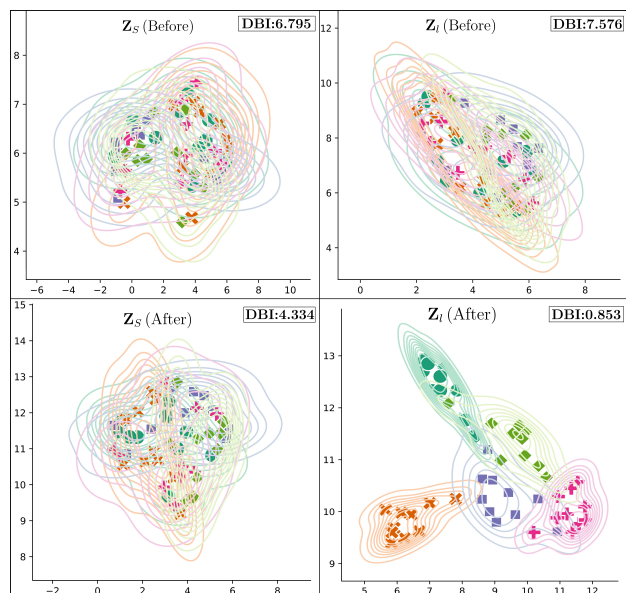 Z_S (Before) DBI:6.795
8
7
6
5
4
−6 −4 −2 0 2 4 6 8 10
Z_l (Before) DBI:7.576
12
10
8
6
4
0 2 4 6 8
Z_S (After) DBI:4.334
15
14
13
12
11
10
9
8
−2 0 2 4 6 8
Z_l (After) DBI:0.853
13
12
11
10
9
5 6 7 8 9 10 11 12